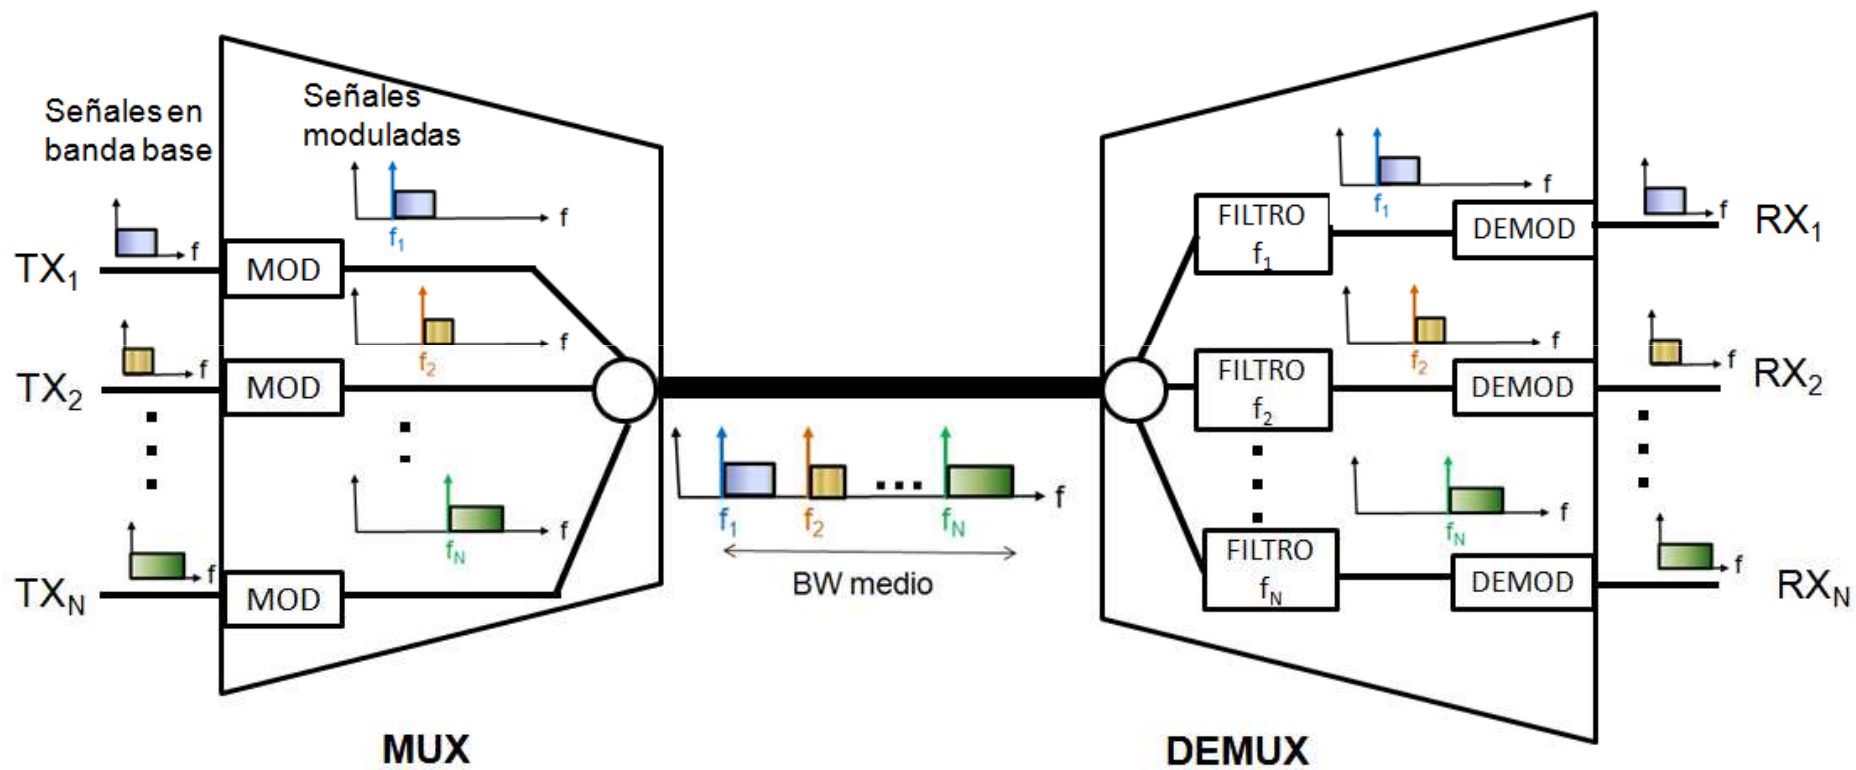 Señales en
banda base
Señales
moduladas
f
f₁
f
TX₁
MOD
f
f₂
f
TX₂
MOD
f
fN
f
TXN
MOD
f₁
f₂
fN
f
BW medio
MUX
FILTRO
f₁
f
f₁
DEMOD
f
RX₁
FILTRO
f₂
f
f₂
DEMOD
f
RX₂
FILTRO
fN
f
fN
DEMOD
f
RXN
DEMUX